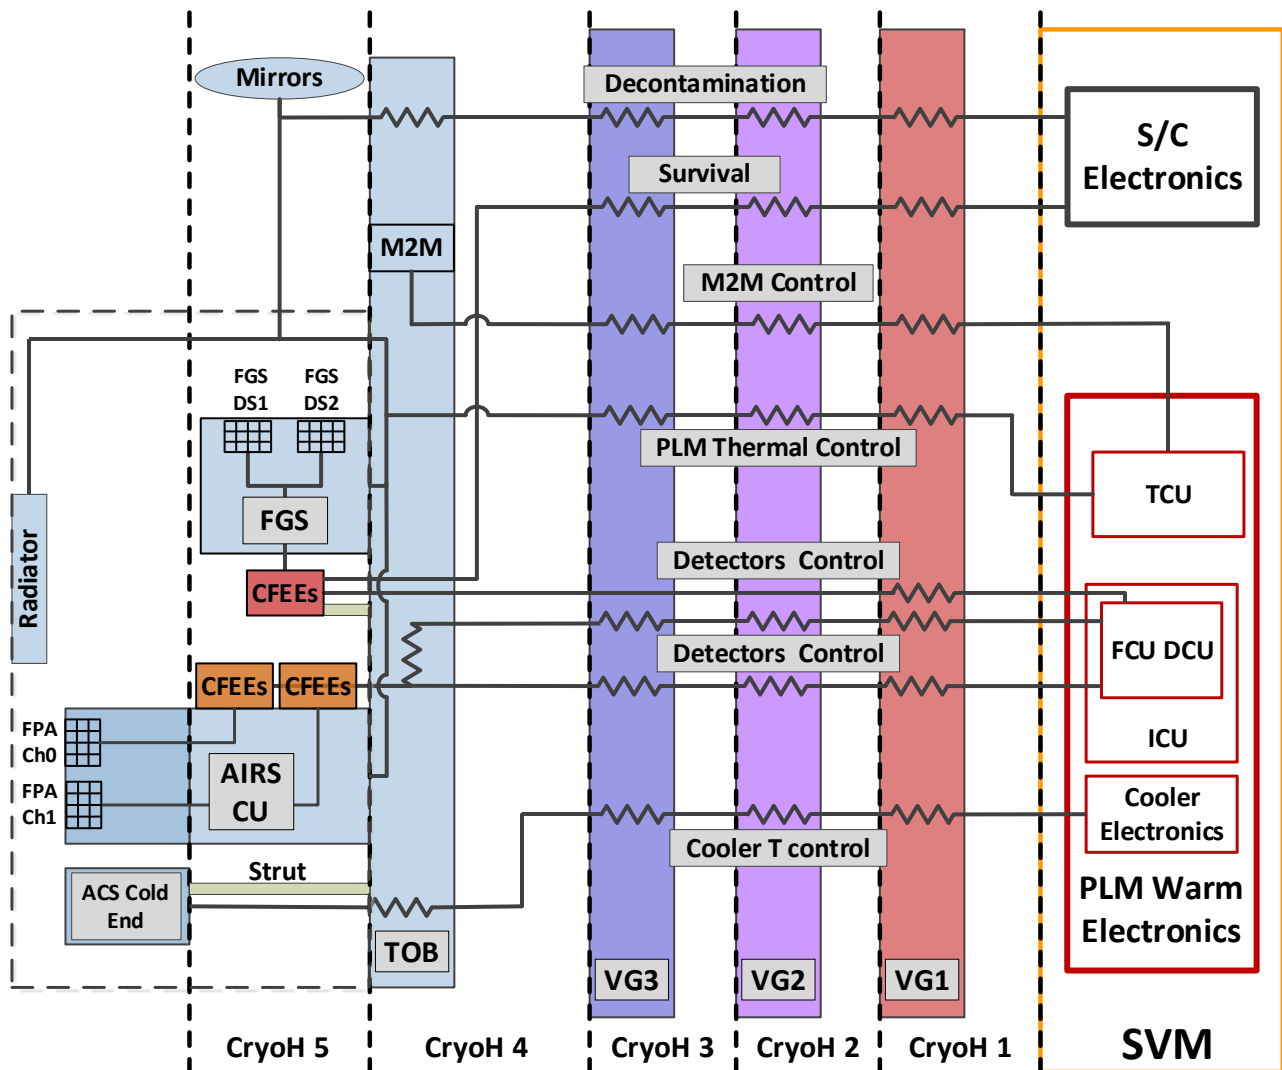 Mirrors
Decontamination
S/C
Electronics
Survival
M2M
M2M Control
FGS
DS1
FGS
DS2
PLM Thermal Control
TCU
FGS
Radiator
Detectors Control
CFEEs
FCU DCU
Detectors Control
CFEEs
CFEEs
ICU
FPA
Ch0
AIRS
CU
FPA
Ch1
Cooler
Electronics
Cooler T control
Strut
ACS Cold
End
PLM Warm
Electronics
TOB
VG3
VG2
VG1
CryoH 5
CryoH 4
CryoH 3
CryoH 2
CryoH 1
SVM